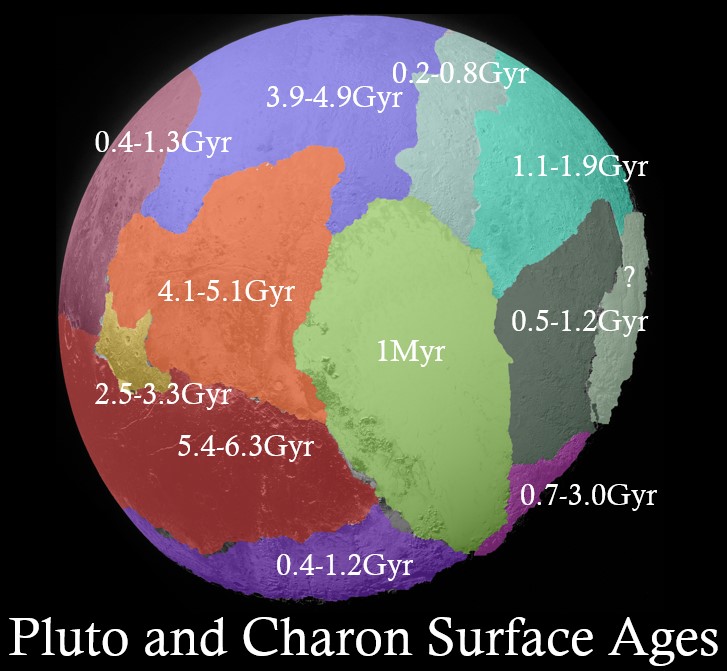 0.2-0.8Gyr
3.9-4.9Gyr
0.4-1.3Gyr
1.1-1.9Gyr
?
4.1-5.1Gyr
0.5-1.2Gyr
1Myr
2.5-3.3Gyr
5.4-6.3Gyr
0.7-3.0Gyr
0.4-1.2Gyr
Pluto and Charon Surface Ages